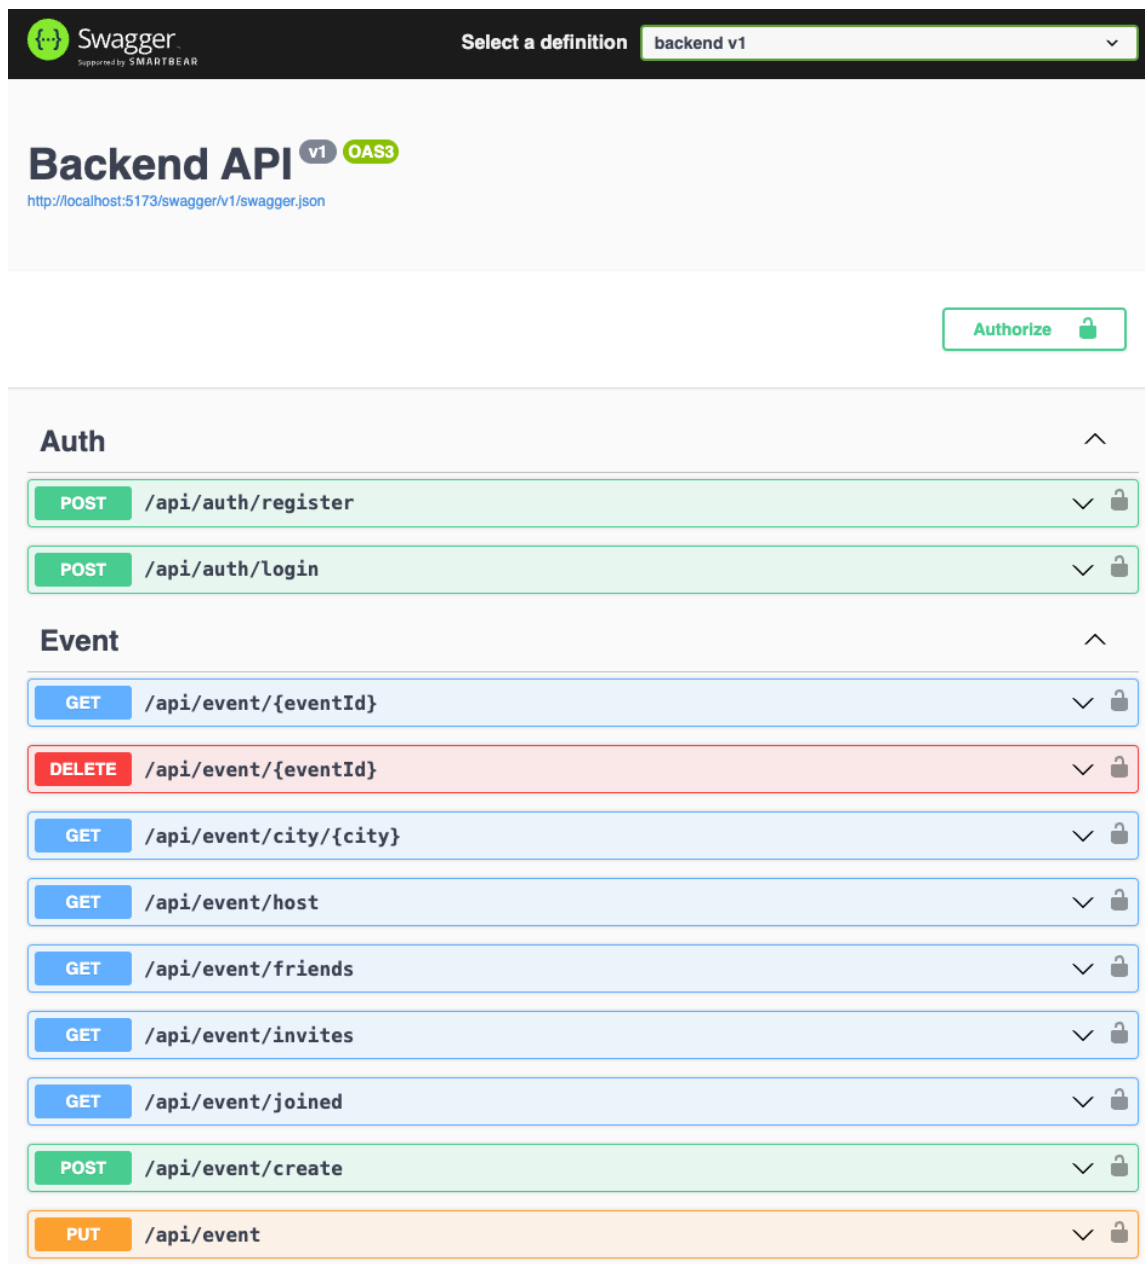 {···} Swagger
Supported by SMARTBEAR
Select a definition backend v1
Backend API v1 OAS3
http://localhost:5173/swagger/v1/swagger.json
Authorize
Auth
POST /api/auth/register
POST /api/auth/login
Event
GET /api/event/{eventId}
DELETE /api/event/{eventId}
GET /api/event/city/{city}
GET /api/event/host
GET /api/event/friends
GET /api/event/invites
GET /api/event/joined
POST /api/event/create
PUT /api/event